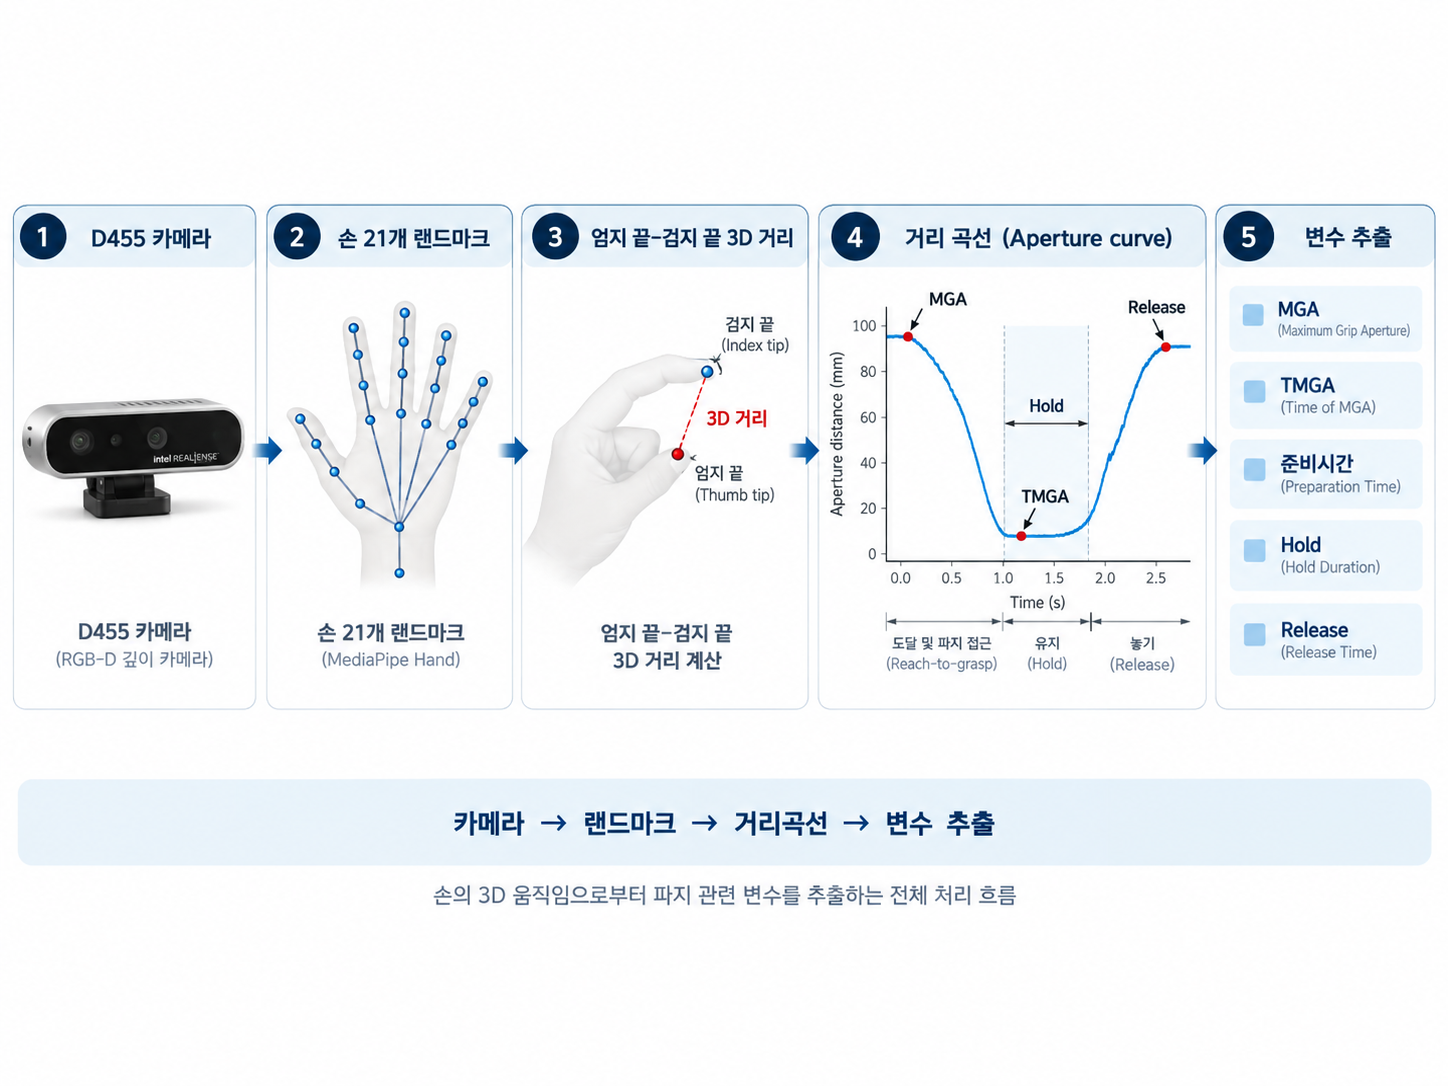 1 D455 카메라
intel REALSENSE
D455 카메라
(RGB-D 깊이 카메라)
2 손 21개 랜드마크
손 21개 랜드마크
(MediaPipe Hand)
3 엄지 끝-검지 끝 3D 거리
검지 끝
(Index tip)
3D 거리
엄지 끝
(Thumb tip)
엄지 끝-검지 끝
3D 거리 계산
4 거리 곡선 (Aperture curve)
MGA
Release
Hold
TMGA
Aperture distance (mm)
100
80
60
40
20
0
0.0 0.5 1.0 1.5 2.0 2.5
Time (s)
도달 및 파지 접근
(Reach-to-grasp)
유지
(Hold)
놓기
(Release)
5 변수 추출
MGA
(Maximum Grip Aperture)
TMGA
(Time of MGA)
준비시간
(Preparation Time)
Hold
(Hold Duration)
Release
(Release Time)
카메라 → 랜드마크 → 거리곡선 → 변수 추출
손의 3D 움직임으로부터 파지 관련 변수를 추출하는 전체 처리 흐름